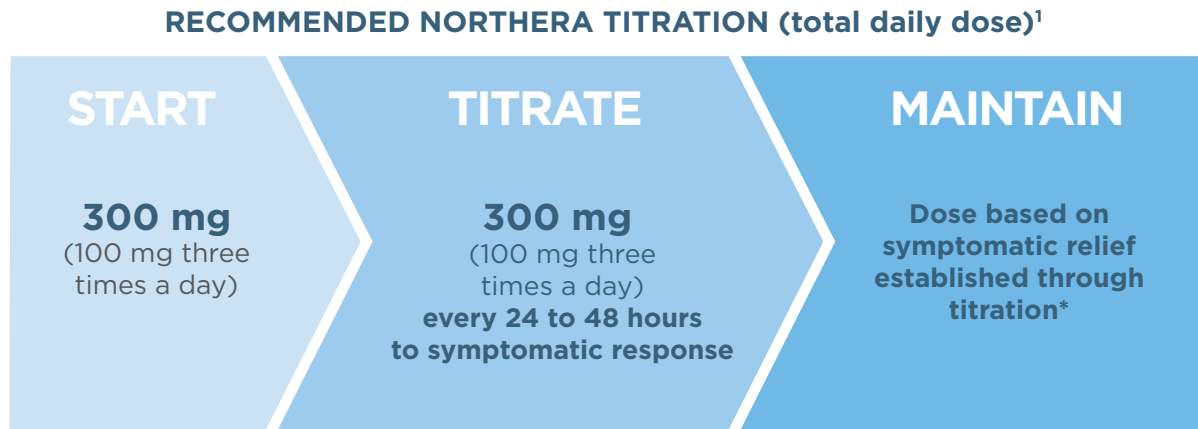 RECOMMENDED NORTHERA TITRATION (total daily dose)¹
START
300 mg
(100 mg three
times a day)
TITRATE
300 mg
(100 mg three
times a day)
every 24 to 48 hours
to symptomatic response
MAINTAIN
Dose based on
symptomatic relief
established through
titration*